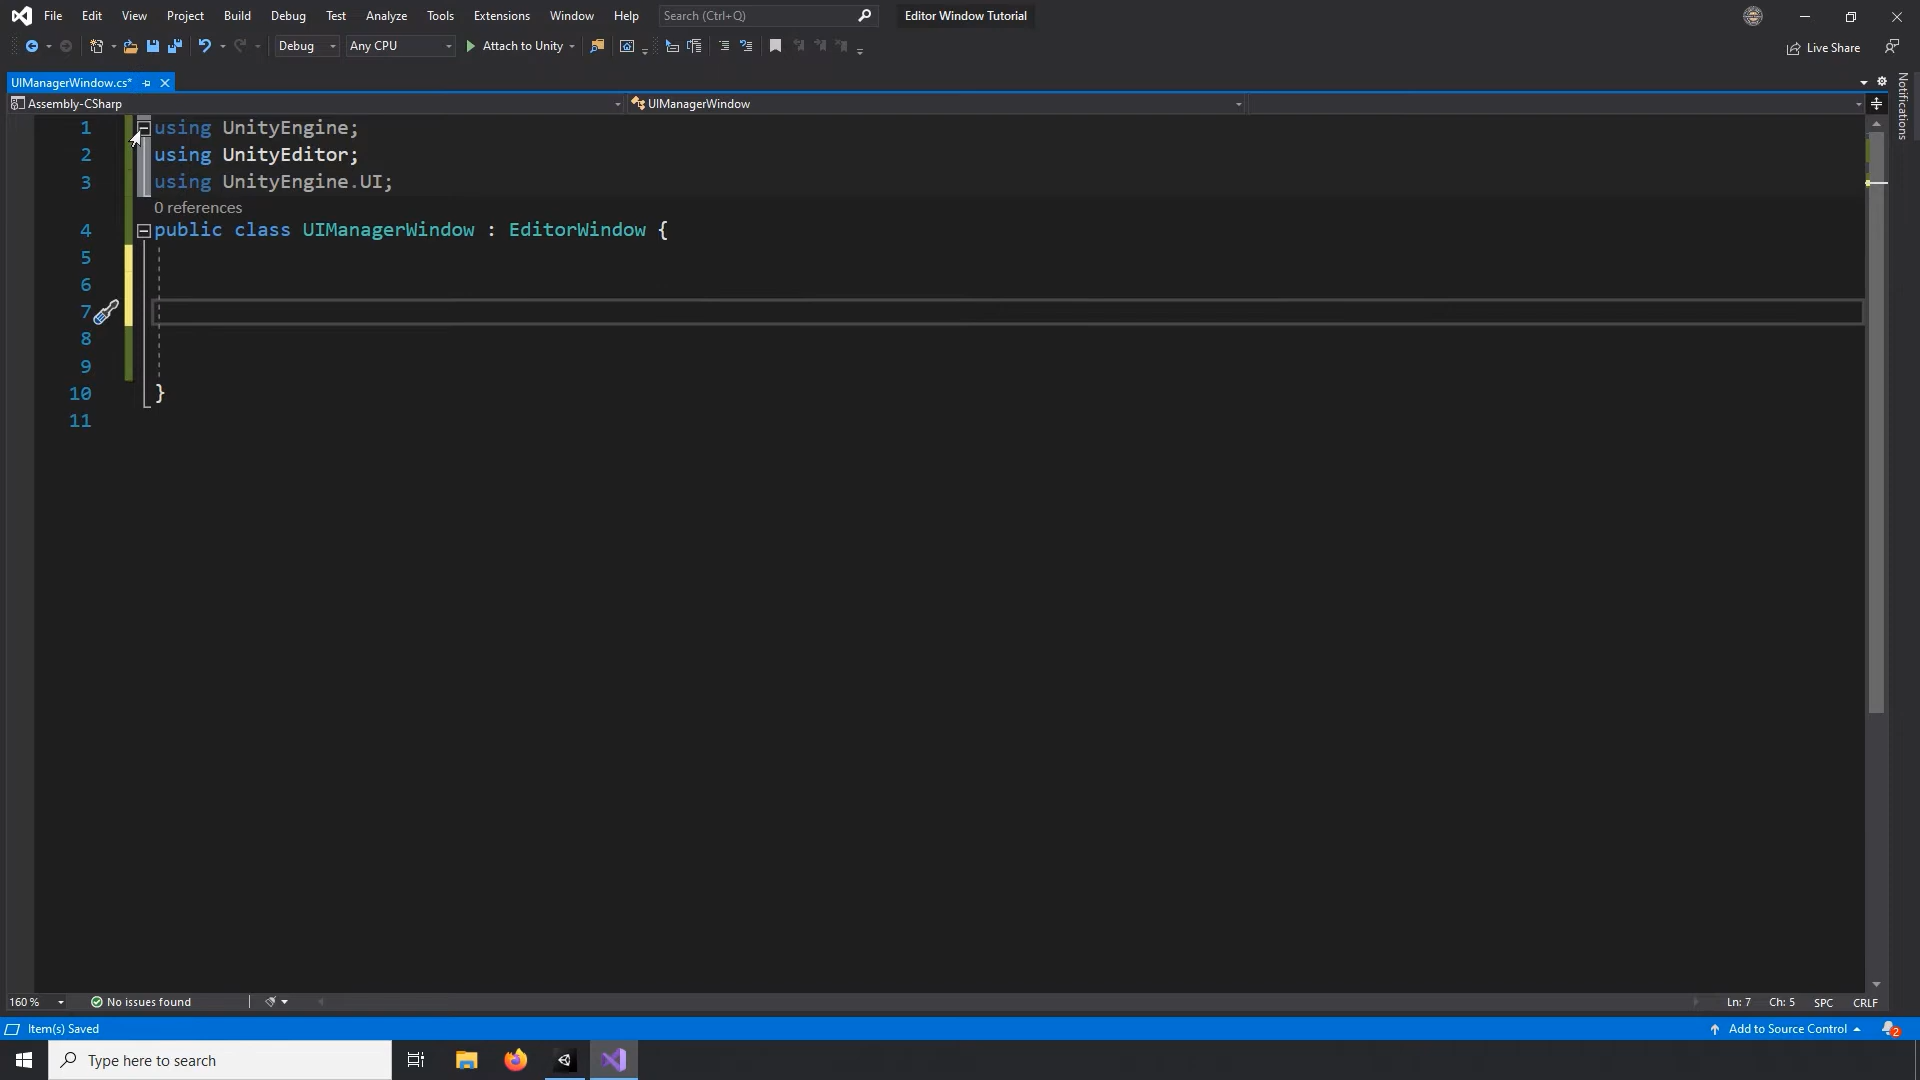 File Edit View Project Build Debug Test Analyze Tools Extensions Window Help Search (Ctrl+Q) Editor Window Tutorial
Debug Any CPU Attach to Unity Live Share
UIManagerWindow.cs*
Assembly-CSharp UIManagerWindow
Notifications
1 using UnityEngine;
2 using UnityEditor;
3 using UnityEngine.UI;
0 references
4 public class UIManagerWindow : EditorWindow {
5
6
7
8
9
10 }
11
160 % No issues found Ln: 7 Ch: 5 SPC CRLF
Item(s) Saved Add to Source Control 2
Type here to search